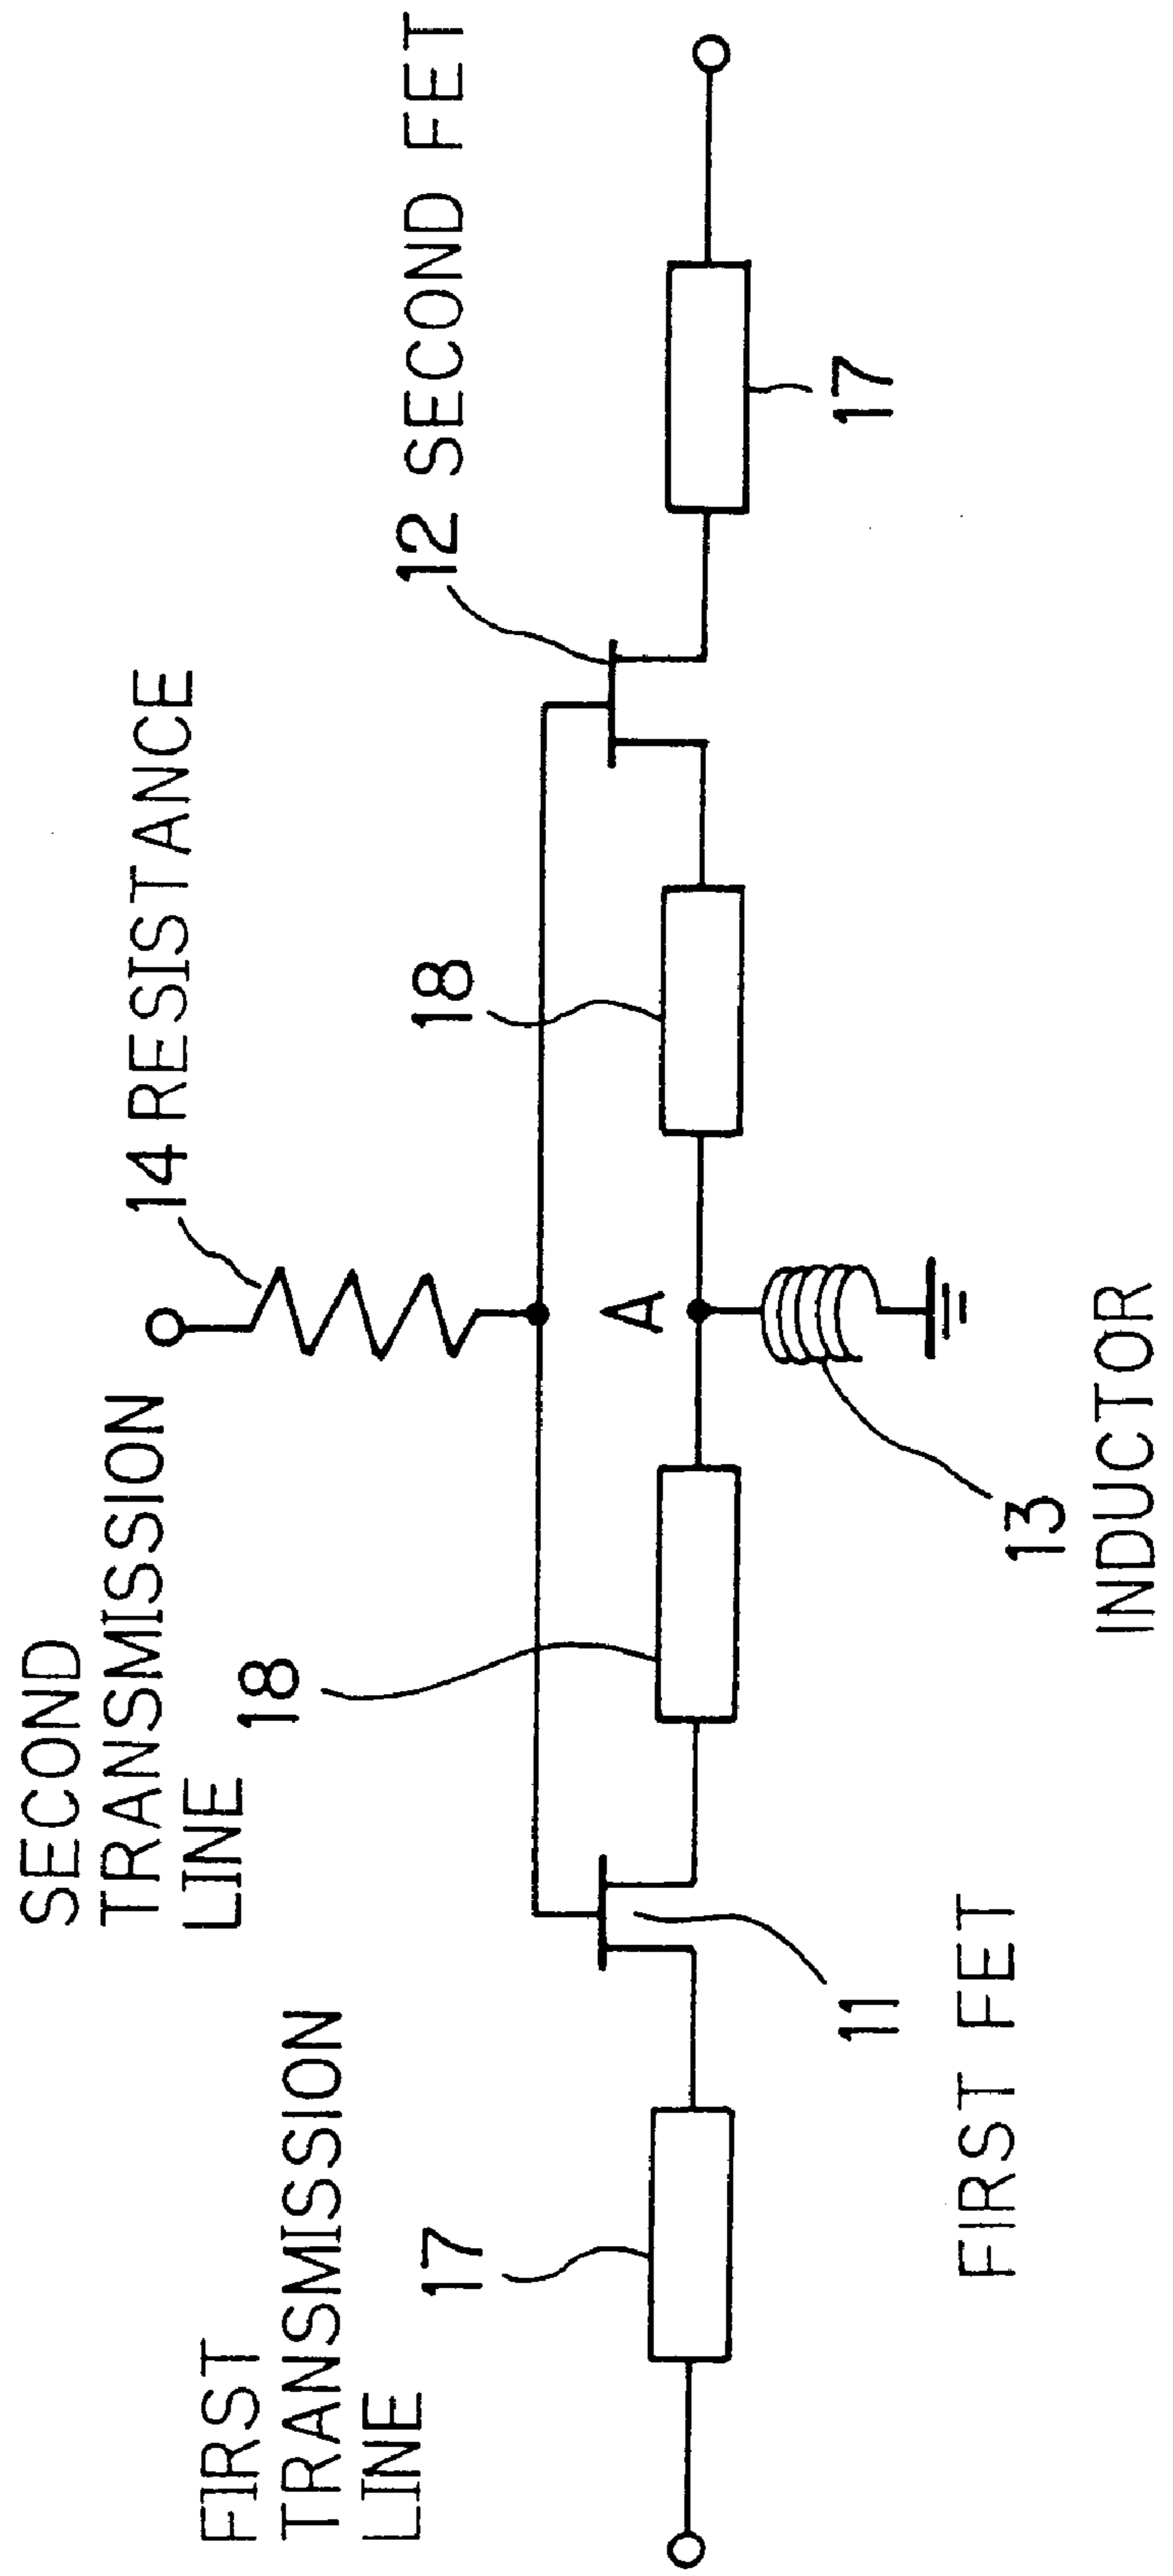 FIRST
TRANSMISSION
LINE
17
SECOND
TRANSMISSION
LINE
18
14 RESISTANCE
18
12 SECOND FET
17
A
11
FIRST FET
13
INDUCTOR